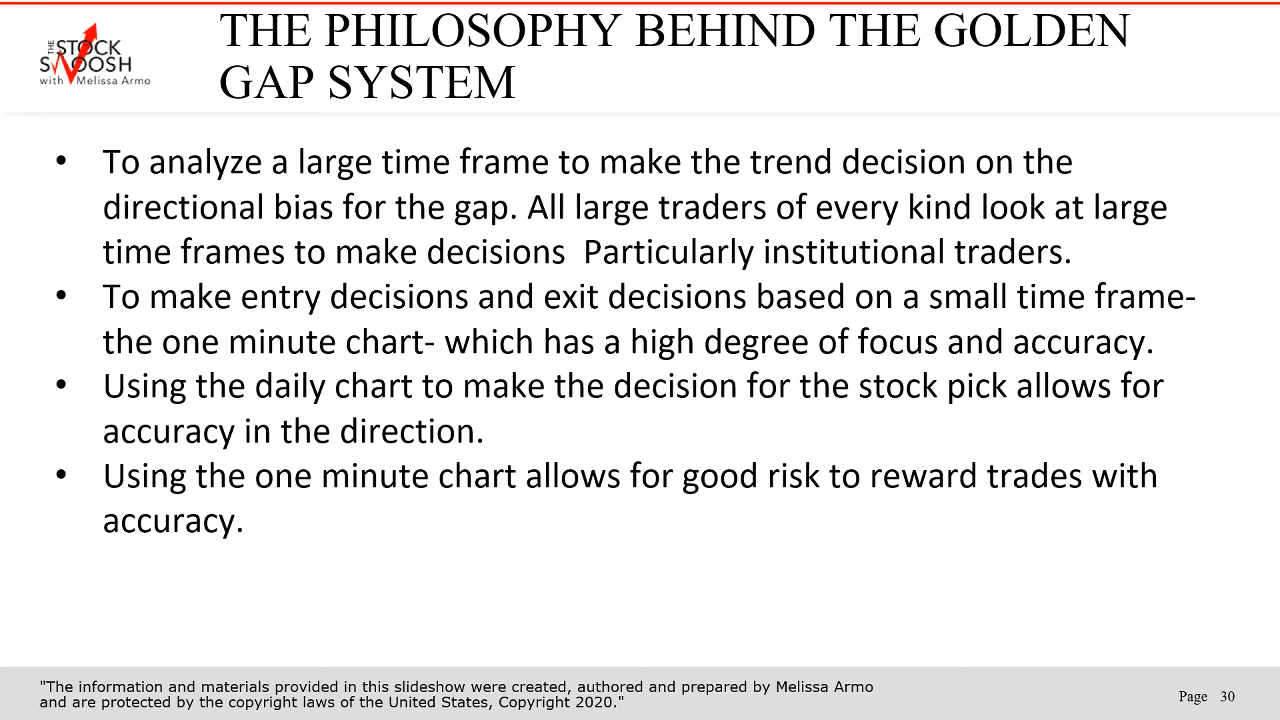 THE STOCK
SWOOSH
with Melissa Armo
THE PHILOSOPHY BEHIND THE GOLDEN
GAP SYSTEM
• To analyze a large time frame to make the trend decision on the
directional bias for the gap. All large traders of every kind look at large
time frames to make decisions  Particularly institutional traders.
• To make entry decisions and exit decisions based on a small time frame-
the one minute chart- which has a high degree of focus and accuracy.
• Using the daily chart to make the decision for the stock pick allows for
accuracy in the direction.
• Using the one minute chart allows for good risk to reward trades with
accuracy.
"The information and materials provided in this slideshow were created, authored and prepared by Melissa Armo
and are protected by the copyright laws of the United States, Copyright 2020."
Page 30